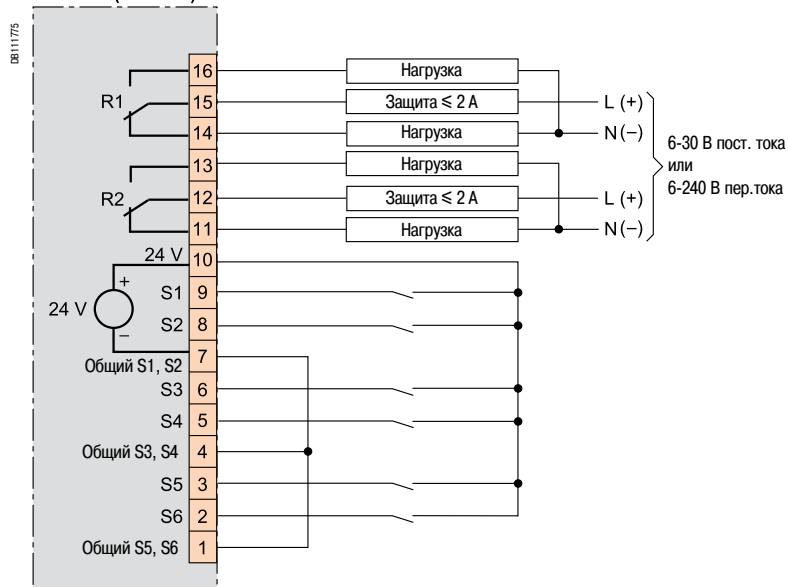 DB111775
16 Нагрузка
R1 15 Защита ⩽ 2 A L (+)
14 Нагрузка N (–)
13 Нагрузка
R2 12 Защита ⩽ 2 A L (+)
11 Нагрузка N (–)
6-30 В пост. тока
или
6-240 В пер.тока
24 V 10
+
24 V
–
S1 9
S2 8
7
Общий S1, S2
S3 6
S4 5
Общий S3, S4 4
S5 3
S6 2
Общий S5, S6 1